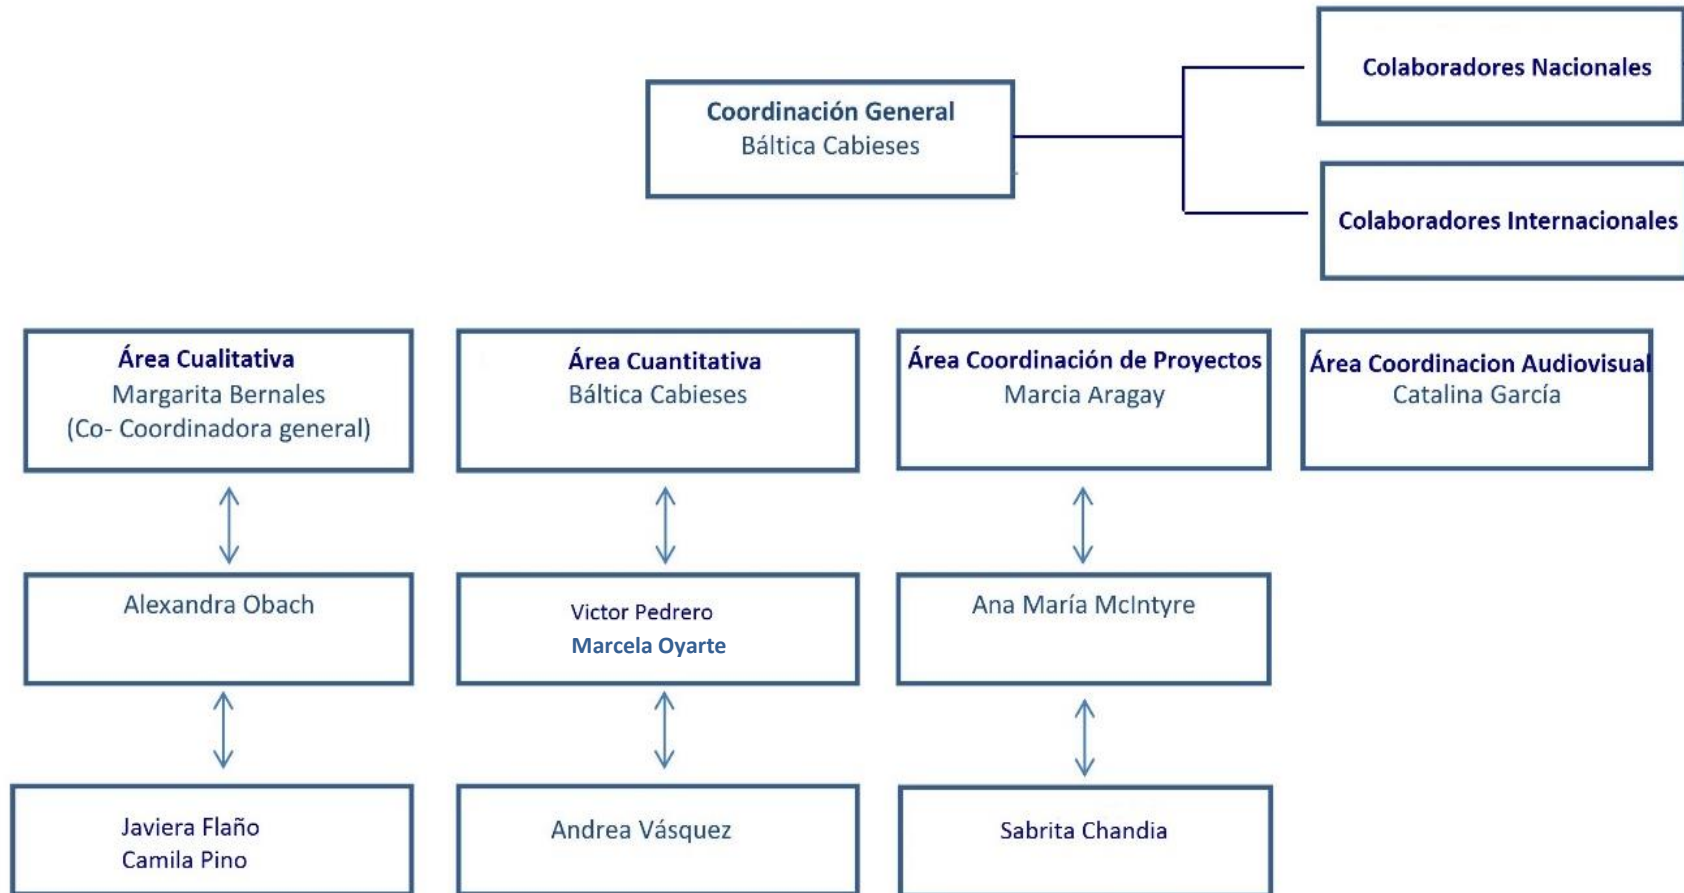 Colaboradores Nacionales
Coordinación General
Báltica Cabieses
Colaboradores Internacionales
Área Cualitativa
Margarita Bernales
(Co- Coordinadora general)
Área Cuantitativa
Báltica Cabieses
Área Coordinación de Proyectos
Marcia Aragay
Área Coordinacion Audiovisual
Catalina García
Alexandra Obach
Victor Pedrero
Marcela Oyarte
Ana María McIntyre
Javiera Flaño
Camila Pino
Andrea Vásquez
Sabrita Chandia